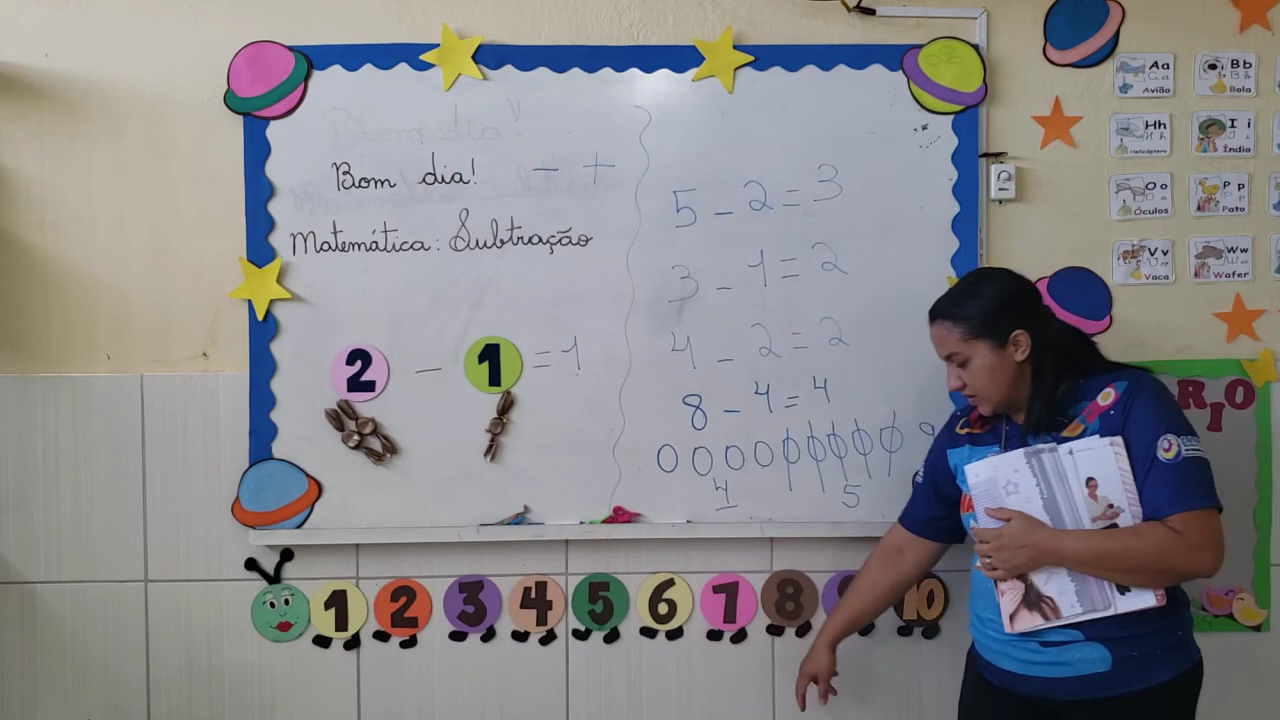 Bom dia! - +
Matemática: Subtração
2 - 1 = 1
5 - 2 = 3
3 - 1 = 2
4 - 2 = 2
8 - 4 = 4
4 5
1 2 3 4 5 6 7 8 9 10
Aa
Avião
Bb
Bola
Hh
Helicóptero
Ii
Índio
Oo
Óculos
Pp
Pato
Vv
Vaca
Ww
Wafer
RIO